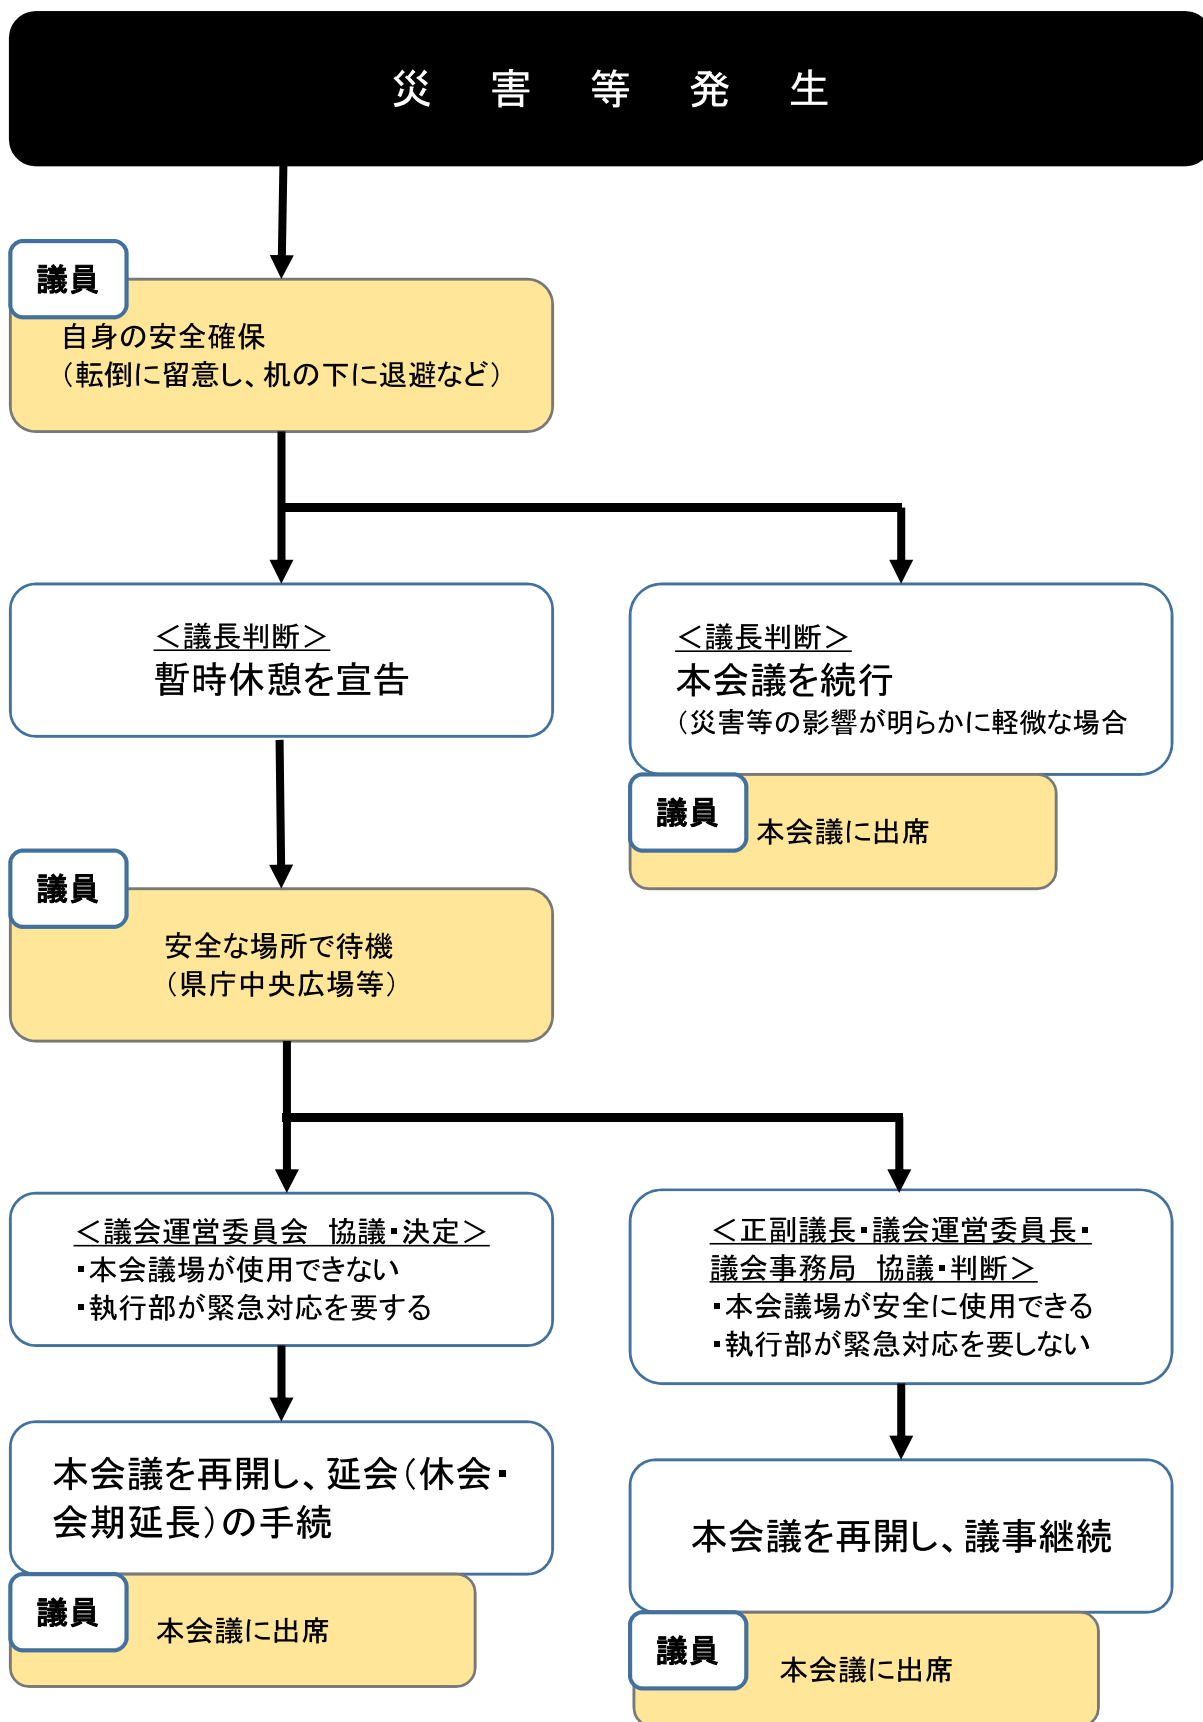 災　害　等　発　生
議員
自身の安全確保
（転倒に留意し、机の下に退避など）
＜議長判断＞
暫時休憩を宣告
＜議長判断＞
本会議を続行
（災害等の影響が明らかに軽微な場合
議員
本会議に出席
議員
安全な場所で待機
（県庁中央広場等）
＜議会運営委員会　協議・決定＞
・本会議場が使用できない
・執行部が緊急対応を要する
＜正副議長・議会運営委員長・
議会事務局　協議・判断＞
・本会議場が安全に使用できる
・執行部が緊急対応を要しない
本会議を再開し、延会（休会・
会期延長）の手続
議員
本会議に出席
本会議を再開し、議事継続
議員
本会議に出席